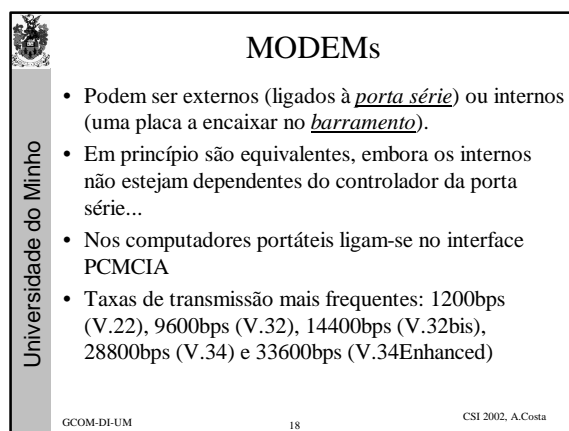 MODEMs
• Podem ser externos (ligados à porta série) ou internos
(uma placa a encaixar no barramento).
• Em princípio são equivalentes, embora os internos
não estejam dependentes do controlador da porta
série...
• Nos computadores portáteis ligam-se no interface
PCMCIA
• Taxas de transmissão mais frequentes: 1200bps
(V.22), 9600bps (V.32), 14400bps (V.32bis),
28800bps (V.34) e 33600bps (V.34Enhanced)
Universidade do Minho
GCOM-DI-UM
18
CSI 2002, A.Costa